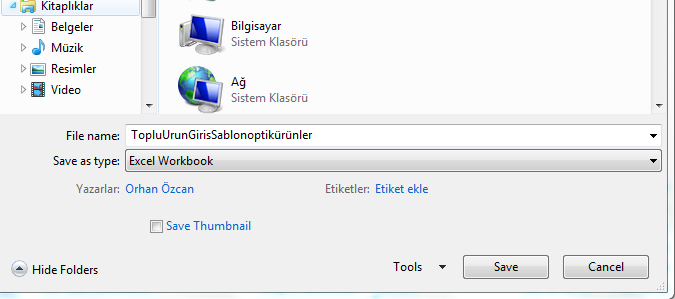 Kitaplıklar
Belgeler
Müzik
Resimler
Video
Bilgisayar
Sistem Klasörü
Ağ
Sistem Klasörü
File name: TopluUrunGirisSablonoptikürünler
Save as type: Excel Workbook
Yazarlar: Orhan Özcan Etiketler: Etiket ekle
Save Thumbnail
Hide Folders Tools Save Cancel